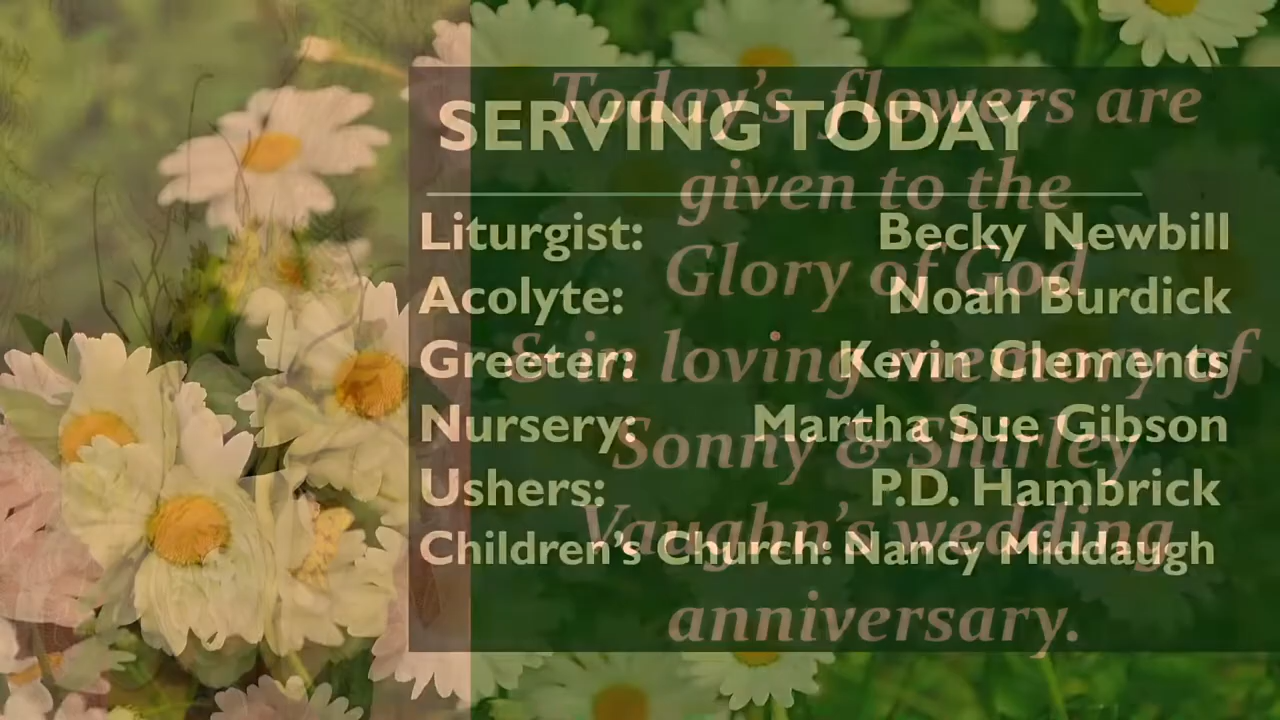 SERVING TODAY
Liturgist: Becky Newbill
Acolyte: Noah Burdick
Greeter: Kevin Clements
Nursery: Martha Sue Gibson
Ushers: P.D. Hambrick
Children's Church: Nancy Middaugh
Today's flowers are
given to the
Glory of God
& in loving memory of
Sonny & Shirley
Vaughn's wedding
anniversary.